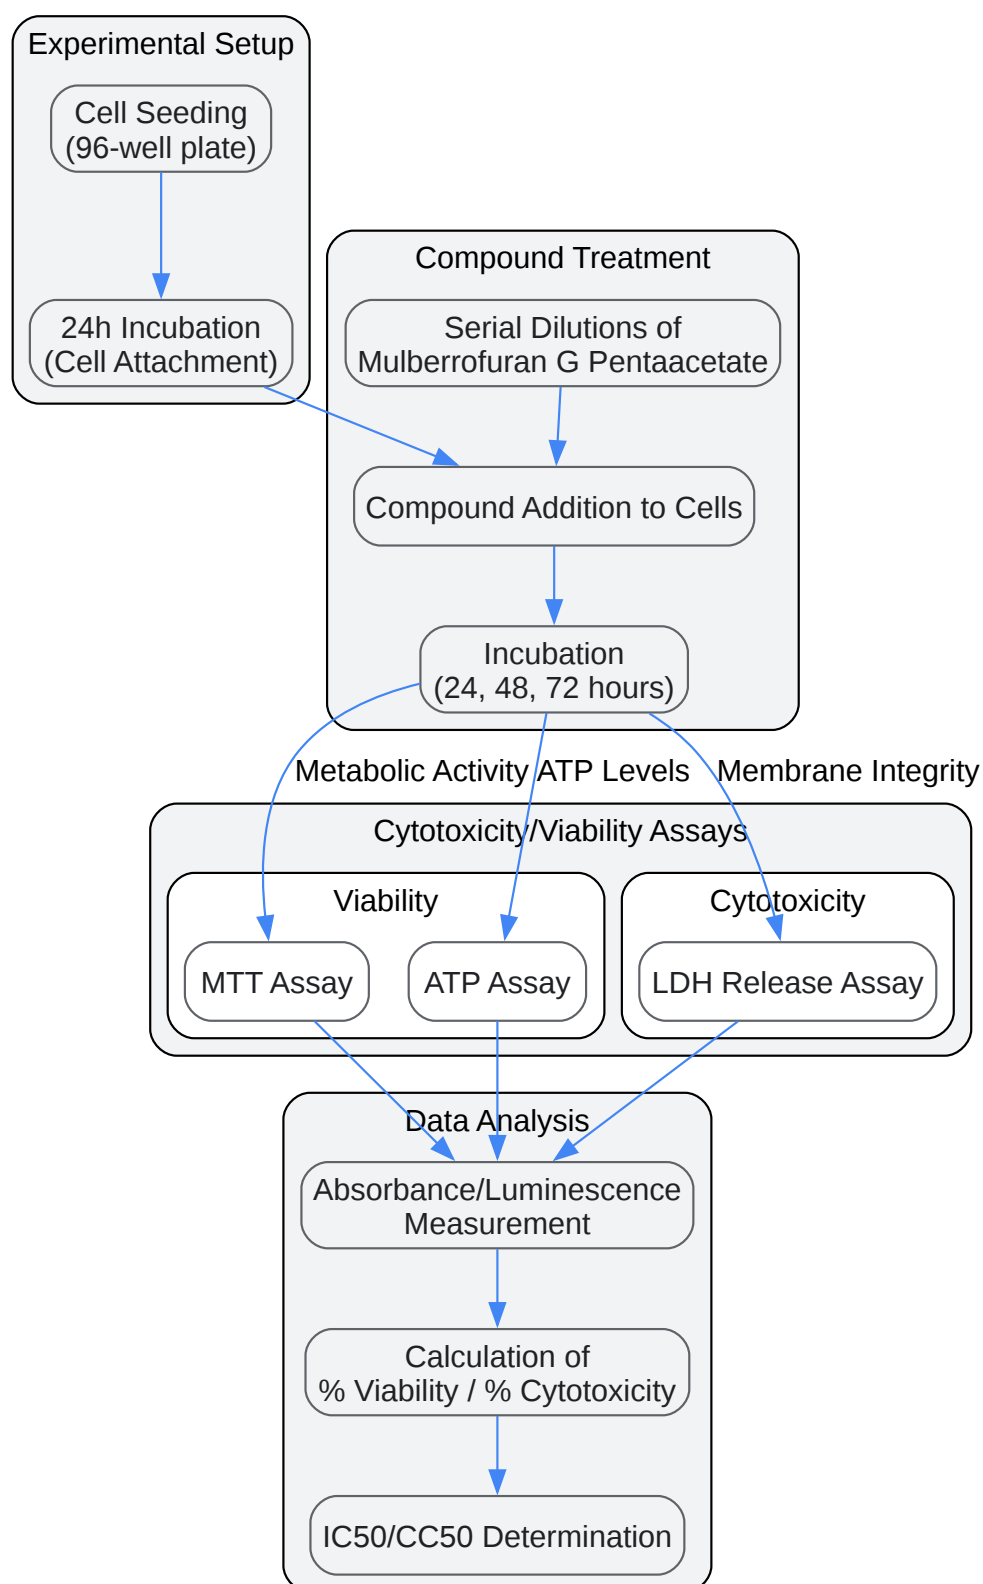 Experimental Setup
Cell Seeding
(96-well plate)
24h Incubation
(Cell Attachment)
Compound Treatment
Serial Dilutions of
Mulberrofuran G Pentaacetate
Compound Addition to Cells
Incubation
(24, 48, 72 hours)
Metabolic Activity
ATP Levels
Membrane Integrity
Cytotoxicity/Viability Assays
Viability
Cytotoxicity
MTT Assay
ATP Assay
LDH Release Assay
Data Analysis
Absorbance/Luminescence
Measurement
Calculation of
% Viability / % Cytotoxicity
IC50/CC50 Determination